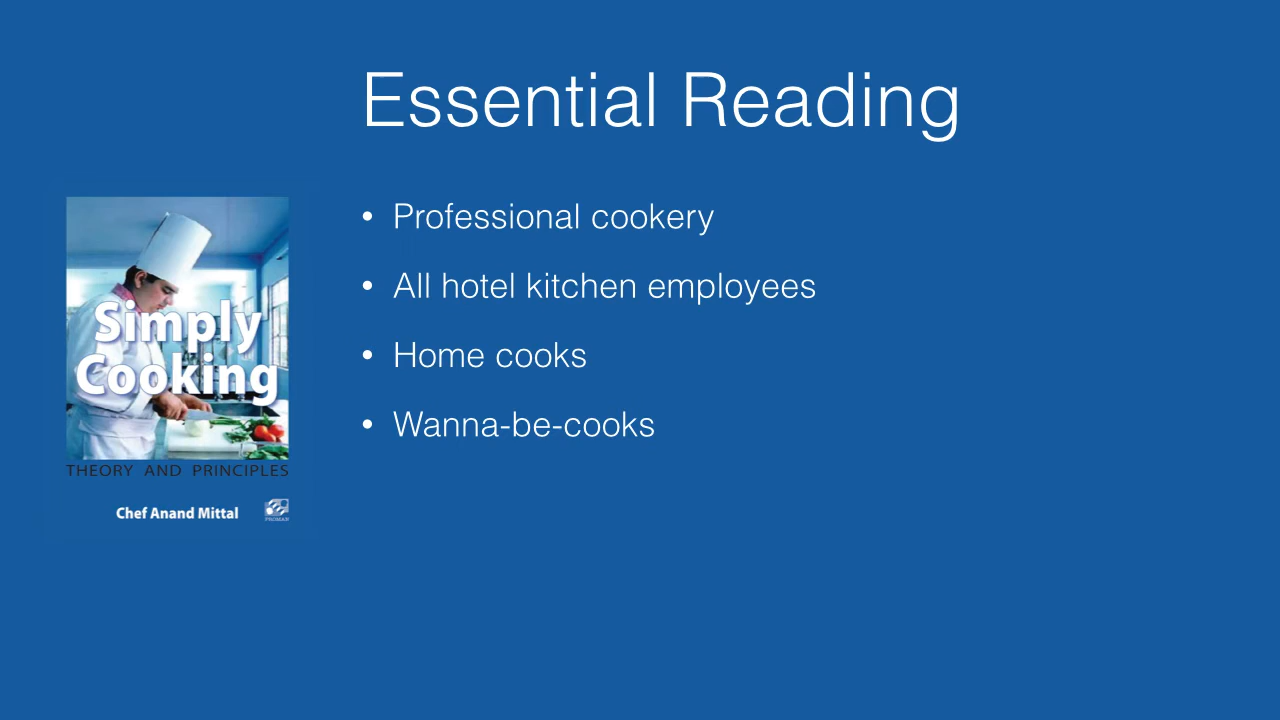 Essential Reading
• Professional cookery
• All hotel kitchen employees
• Home cooks
• Wanna-be-cooks
Simply
Cooking
THEORY AND PRINCIPLES
Chef Anand Mittal